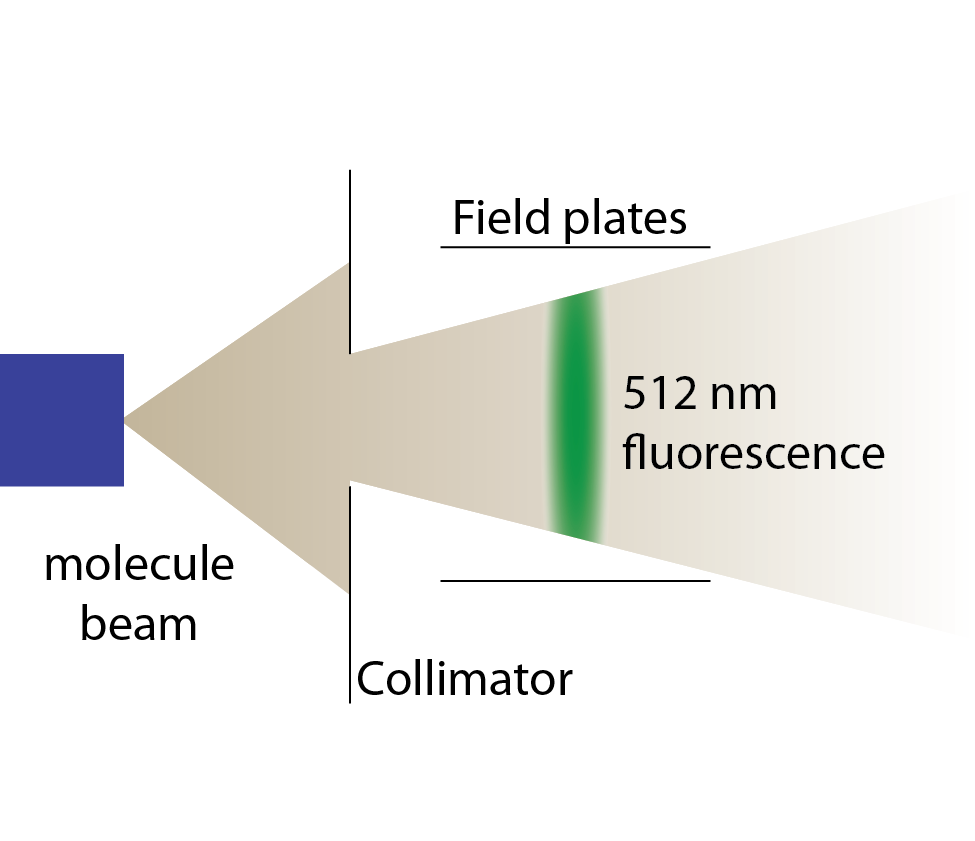 Field plates
512 nm
fluorescence
molecule
beam
Collimator